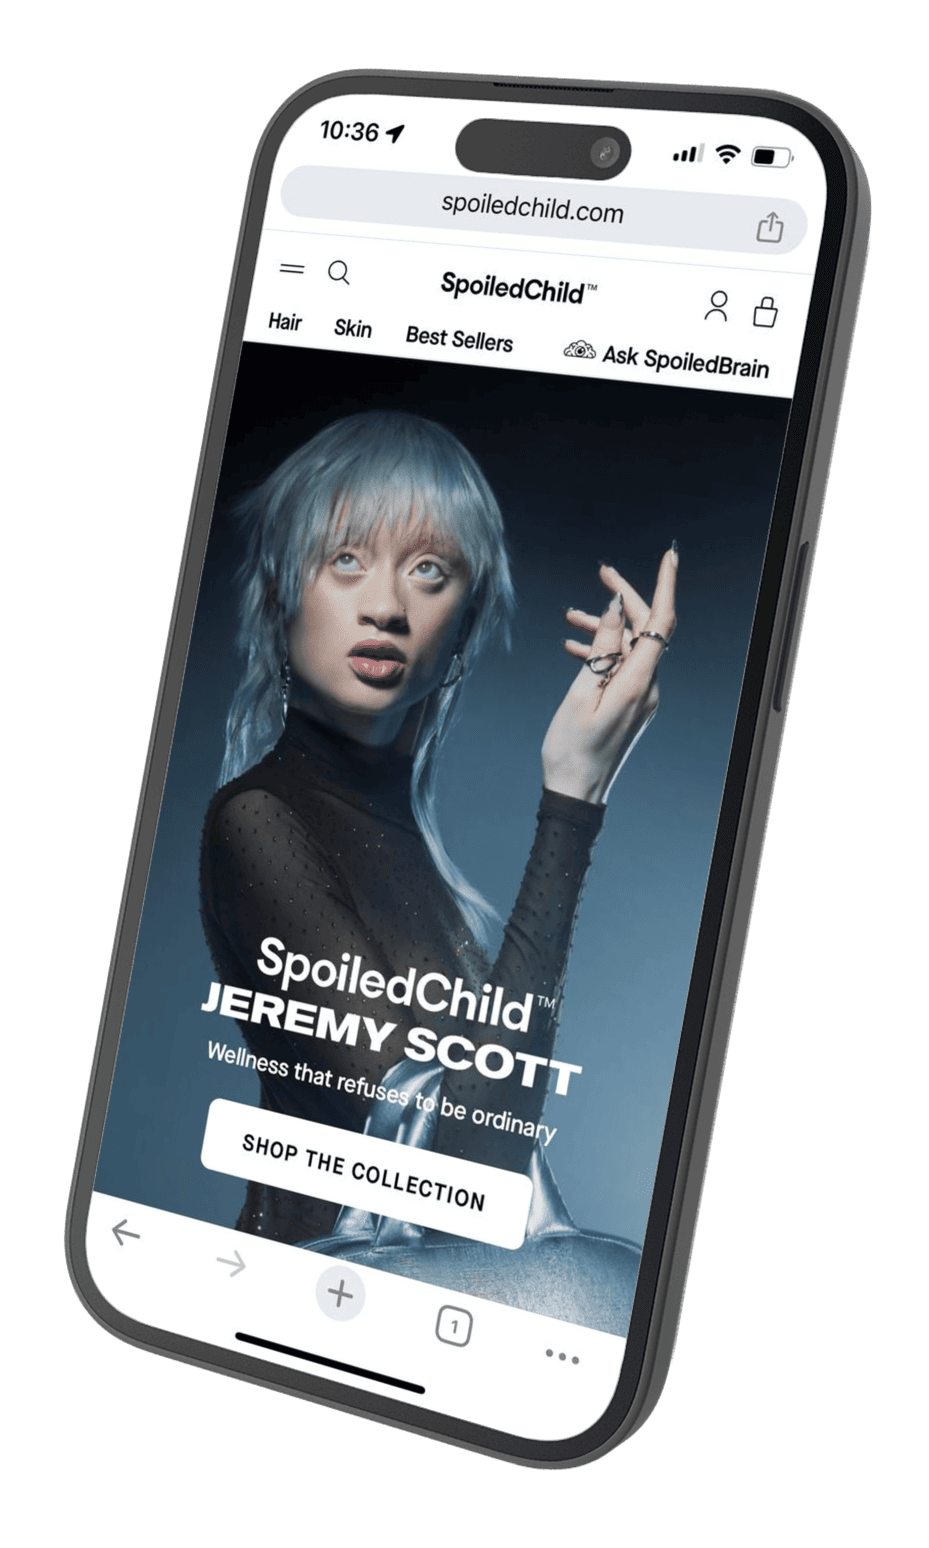 10:36
spoiledchild.com
SpoiledChild™
Hair Skin Best Sellers Ask SpoiledBrain
SpoiledChild™
JEREMY SCOTT
Wellness that refuses to be ordinary
SHOP THE COLLECTION
1